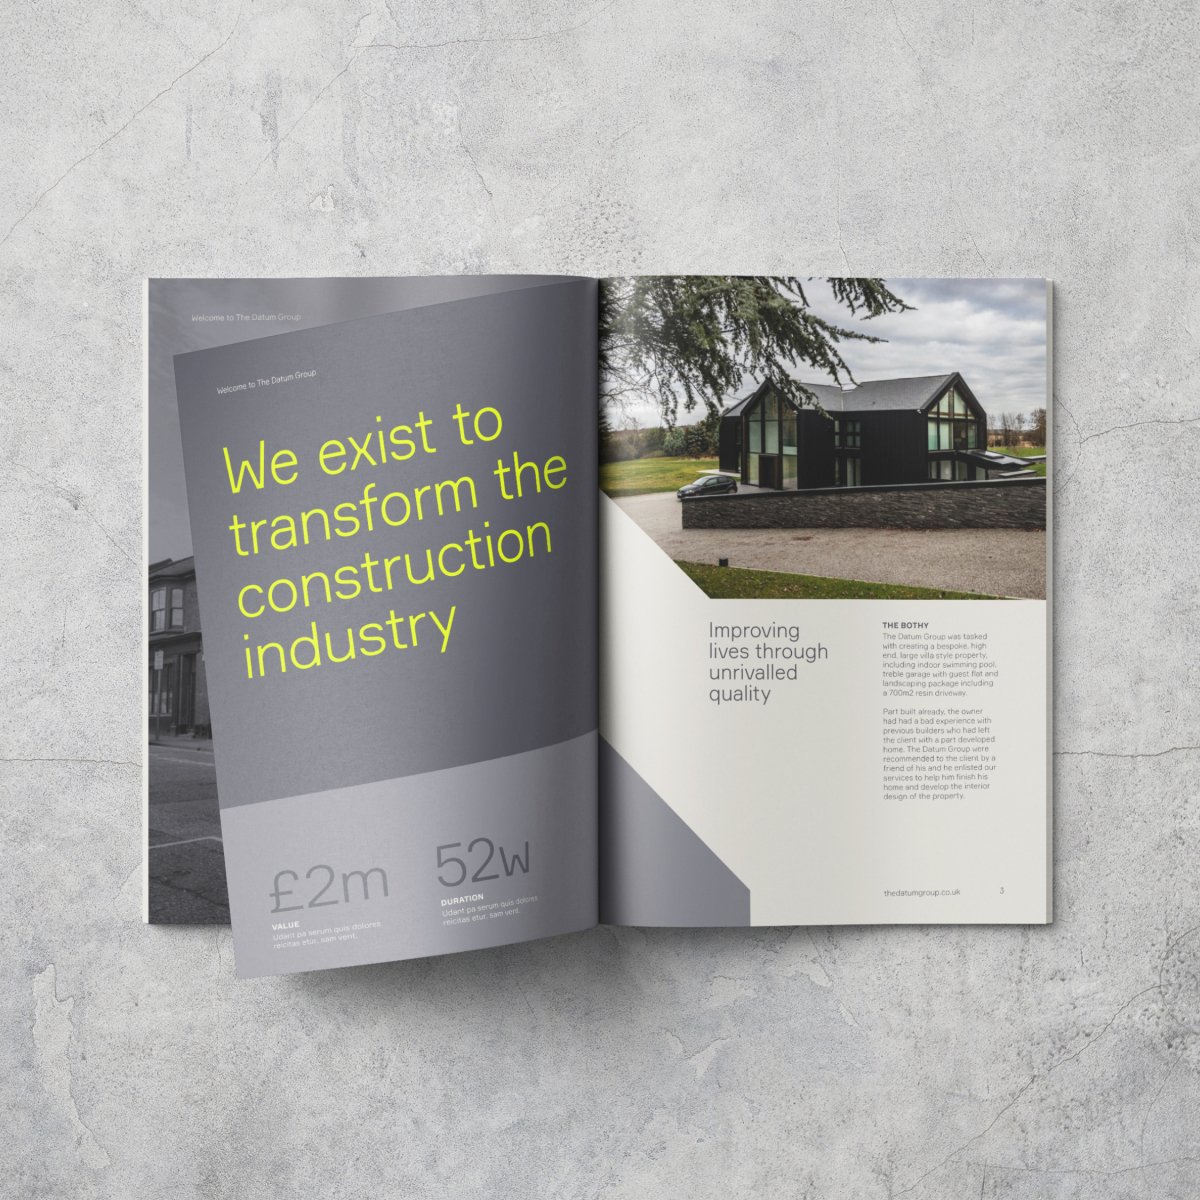 Welcome to The Datum Group
Welcome to The Datum Group
We exist to
transform the
construction
industry
£2m
VALUE
Udant pa serum quis dolores
reicitas etur, sam vent.
52w
DURATION
Udant pa serum quis dolores
reicitas etur, sam vent.
Improving
lives through
unrivalled
quality
THE BOTHY
The Datum Group was tasked
with creating a bespoke, high
end, large villa style property,
including indoor swimming pool,
treble garage with guest flat and
landscaping package including
a 700m2 resin driveway.
Part built already, the owner
had had a bad experience with
previous builders who had left
the client with a part developed
home. The Datum Group were
recommended to the client by a
friend of his and he enlisted our
services to help him finish his
home and develop the interior
design of the property.
thedatumgroup.co.uk
3